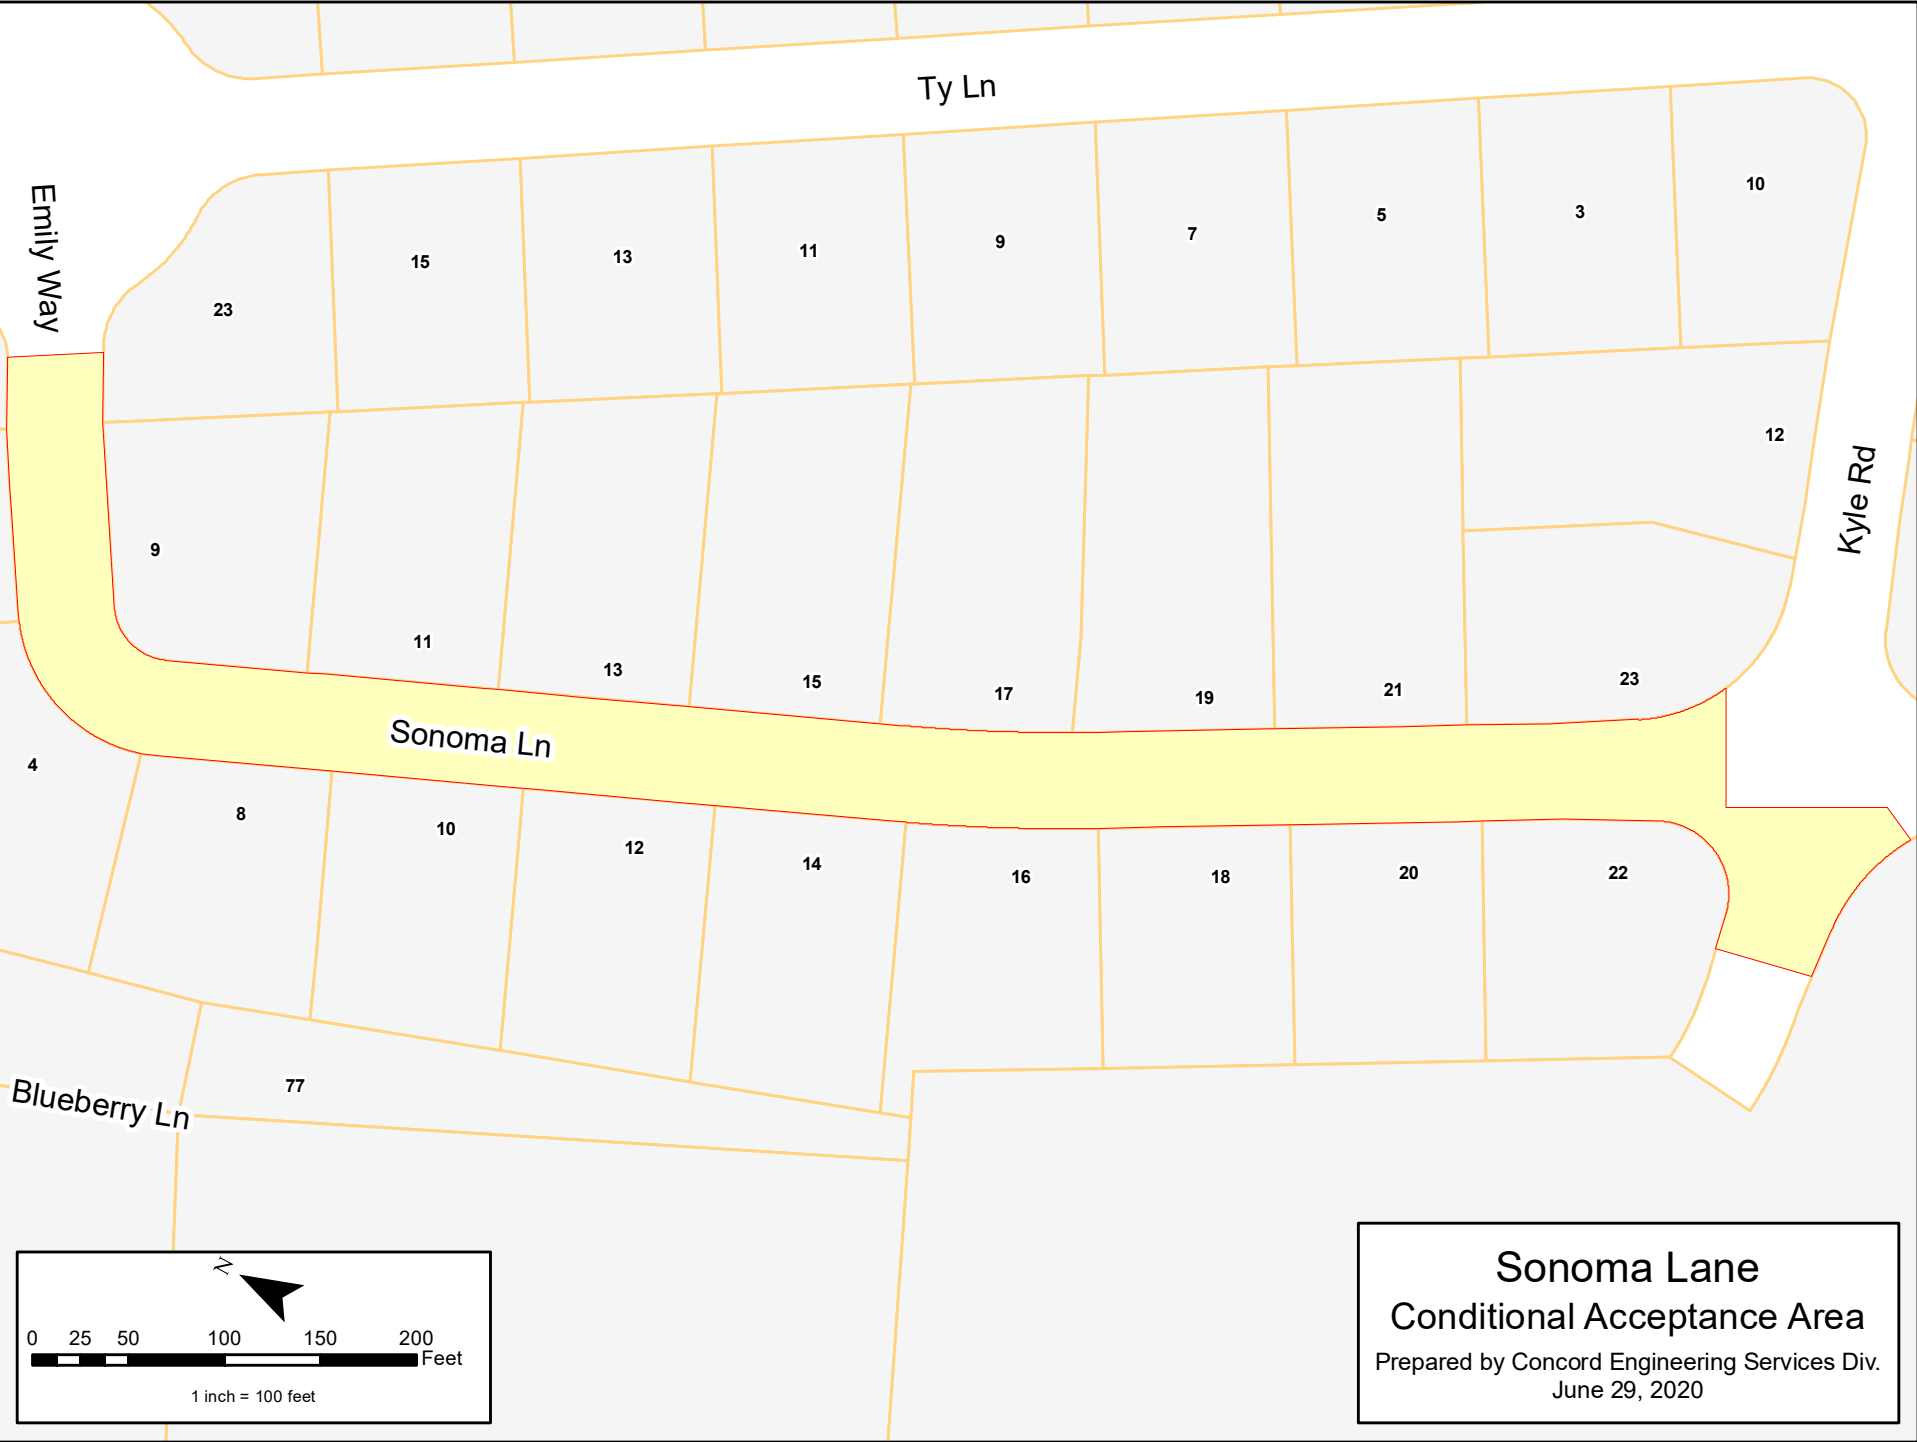 Ty Ln
Emily Way
10
3
5
7
9
11
13
15
23
12
Kyle Rd
9
11
13
15
17
19
21
23
Sonoma Ln
4
8
10
12
14
16
18
20
22
77
Blueberry Ln
N
0 25 50 100 150 200
Feet
1 inch = 100 feet
Sonoma Lane
Conditional Acceptance Area
Prepared by Concord Engineering Services Div.
June 29, 2020